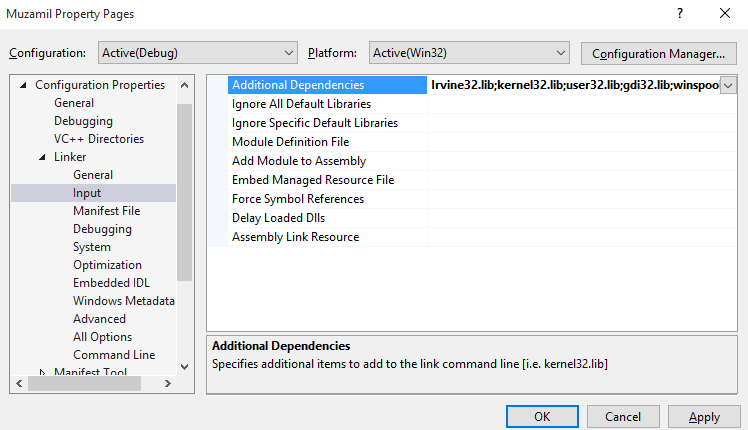 Muzamil Property Pages ? ×
Configuration: Active(Debug) Platform: Active(Win32) Configuration Manager...
Configuration Properties
General
Debugging
VC++ Directories
Linker
General
Input
Manifest File
Debugging
System
Optimization
Embedded IDL
Windows Metadata
Advanced
All Options
Command Line
Manifest Tool
Additional Dependencies Irvine32.lib;kernel32.lib;user32.lib;gdi32.lib;winspoo
Ignore All Default Libraries
Ignore Specific Default Libraries
Module Definition File
Add Module to Assembly
Embed Managed Resource File
Force Symbol References
Delay Loaded Dlls
Assembly Link Resource
Additional Dependencies
Specifies additional items to add to the link command line [i.e. kernel32.lib]
OK Cancel Apply